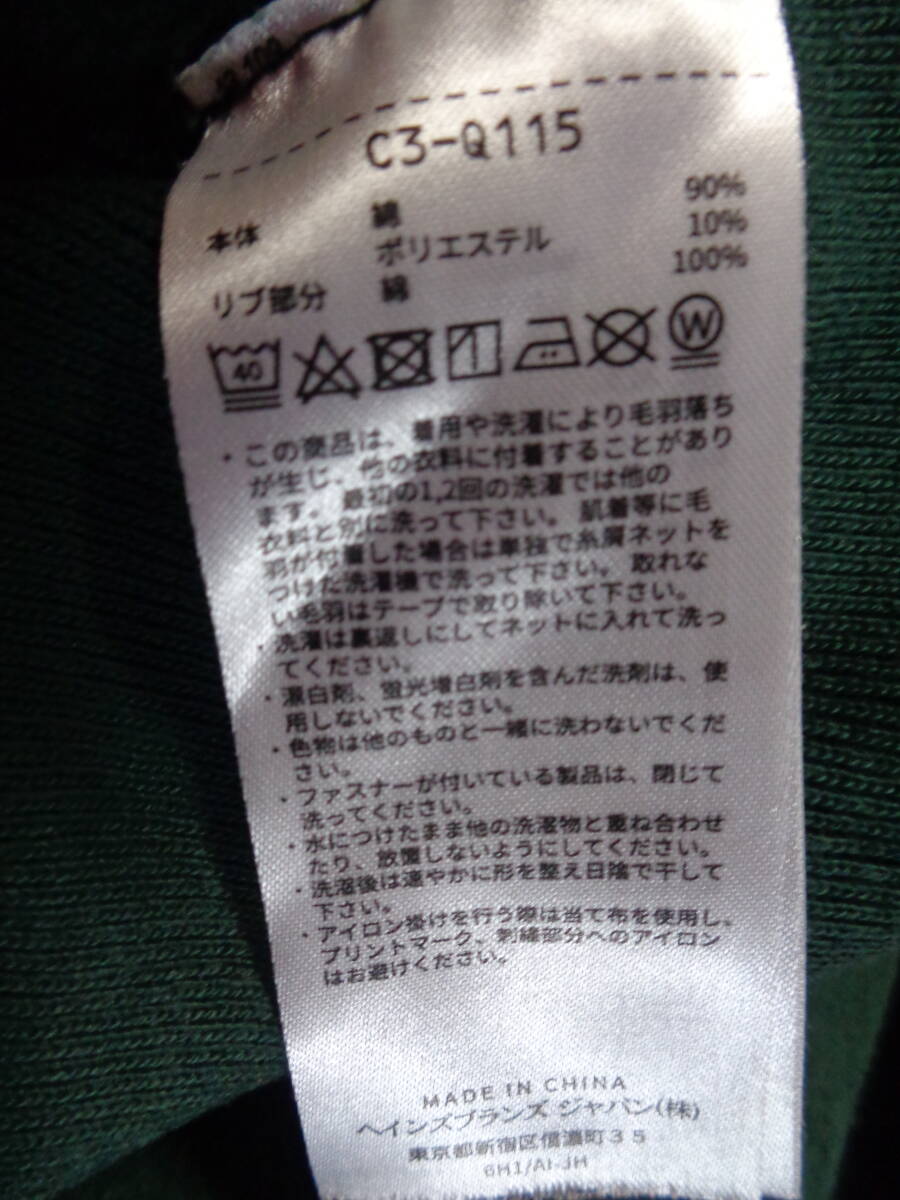 C3-Q115
本体 綿 90%
ポリエステル 10%
リブ部分 綿 100%
40 W
・この商品は、着用や洗濯により毛羽落ち
が生じ、他の衣料に付着することがあり
ます。最初の1,2回の洗濯では他の
衣料と別に洗って下さい。肌着等に毛
羽が付着した場合は単独で糸屑ネットを
つけた洗濯機で洗って下さい。取れな
い毛羽はテープで取り除いて下さい。
・洗濯は裏返しにしてネットに入れて洗っ
てください。
・漂白剤、蛍光増白剤を含んだ洗剤は、使
用しないでください。
・色物は他のものと一緒に洗わないでくだ
さい。
・ファスナーが付いている製品は、閉じて
洗ってください。
・水につけたまま他の洗濯物と重ね合わせ
たり、放置しないようにしてください。
・洗濯後は速やかに形を整え日陰で干して
下さい。
・アイロン掛けを行う際は当て布を使用し、
プリントマーク、刺繍部分へのアイロン
はお避けください。
MADE IN CHINA
ヘインズブランズ ジャパン(株)
東京都新宿区信濃町35
6H1/AI-JH